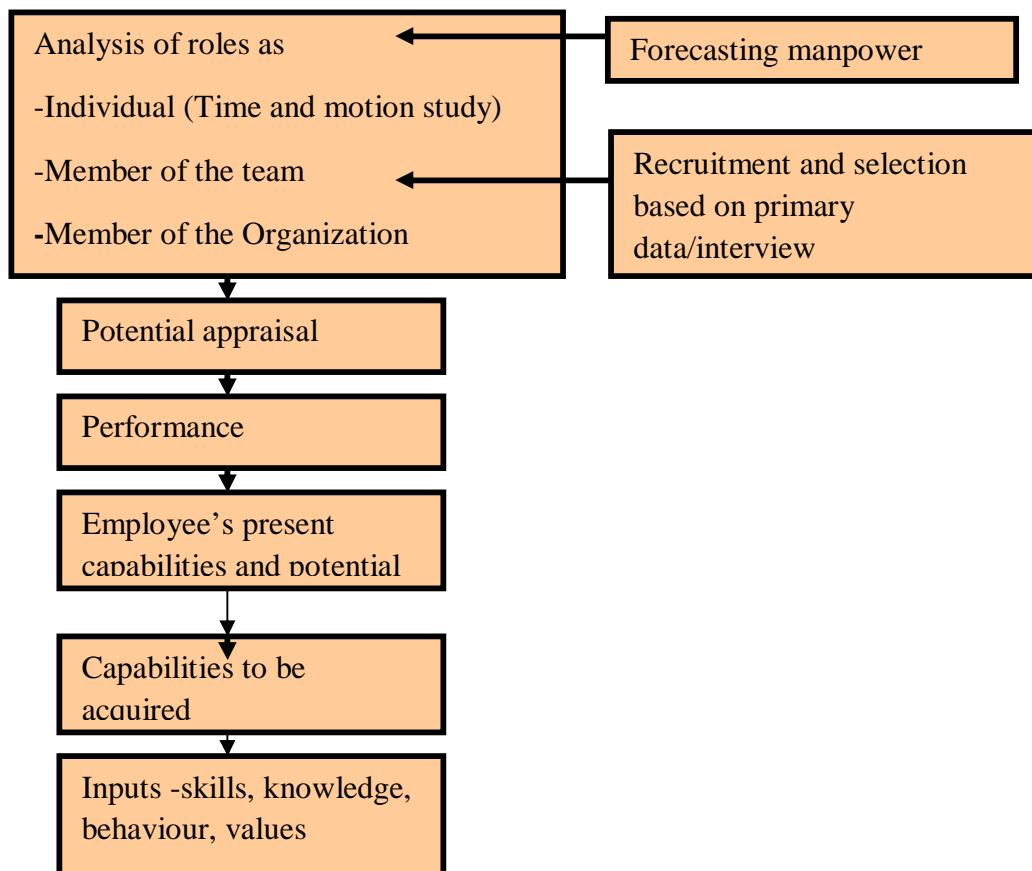 Analysis of roles as
-Individual (Time and motion study)
-Member of the team
-Member of the Organization
Forecasting manpower
Recruitment and selection
based on primary
data/interview
Potential appraisal
Performance
Employee’s present
capabilities and potential
Capabilities to be
acquired
Inputs -skills, knowledge,
behaviour, values